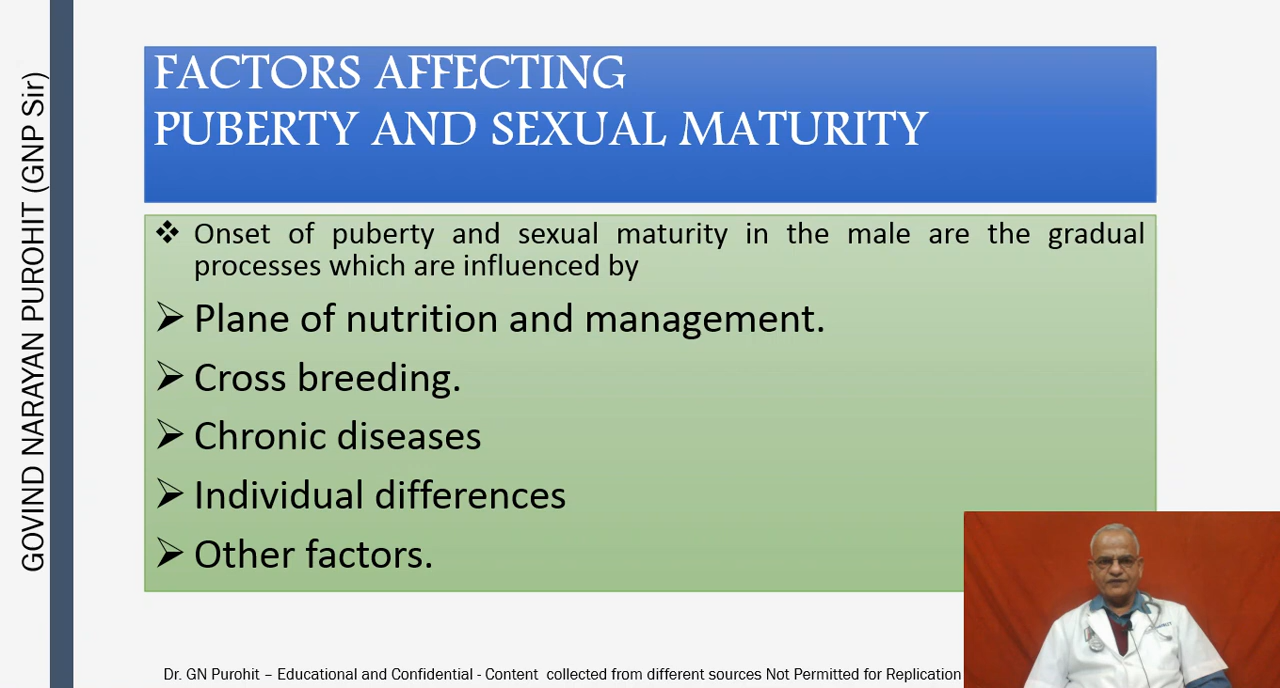 GOVIND NARAYAN PUROHIT (GNP Sir)
FACTORS AFFECTING
PUBERTY AND SEXUAL MATURITY
❖ Onset of puberty and sexual maturity in the male are the gradual
processes which are influenced by
➢ Plane of nutrition and management.
➢ Cross breeding.
➢ Chronic diseases
➢ Individual differences
➢ Other factors.
Dr. GN Purohit – Educational and Confidential - Content collected from different sources Not Permitted for Replication